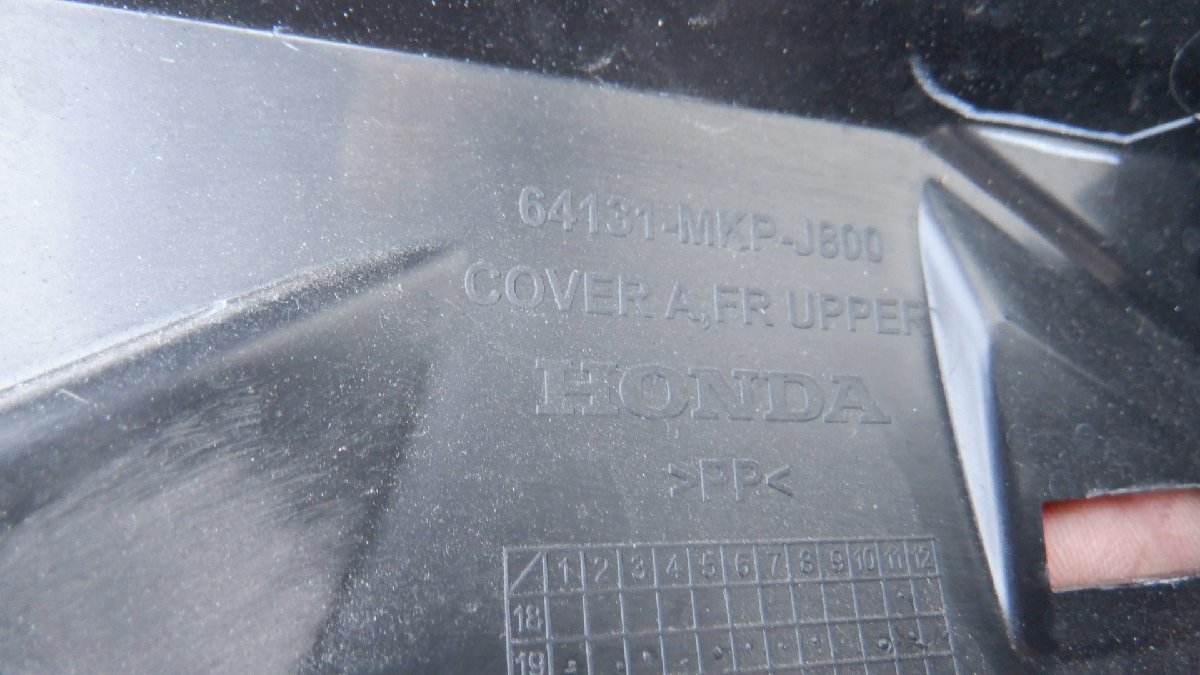 64131-MKP-J800
COVER A,FR UPPER
HONDA
>PP<
1 2 3 4 5 6 7 8 9 10 11 12
18
19